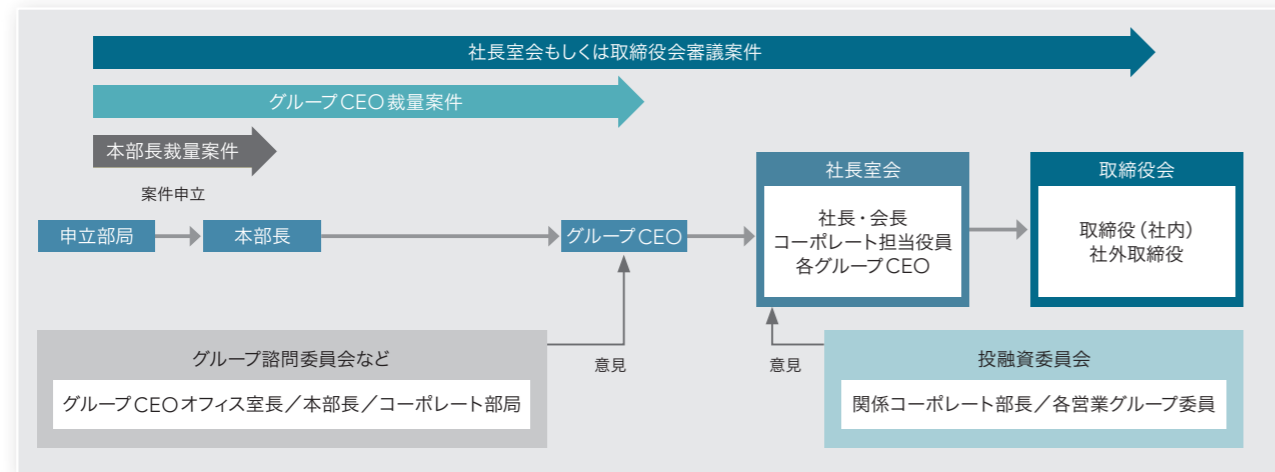 社長室会もしくは取締役会審議案件
グループCEO裁量案件
本部長裁量案件
案件申立
申立部局
本部長
グループCEO
社長室会
社長・会長
コーポレート担当役員
各グループCEO
取締役会
取締役（社内）
社外取締役
グループ諮問委員会など
グループCEOオフィス室長／本部長／コーポレート部局
意見
意見
投融資委員会
関係コーポレート部長／各営業グループ委員